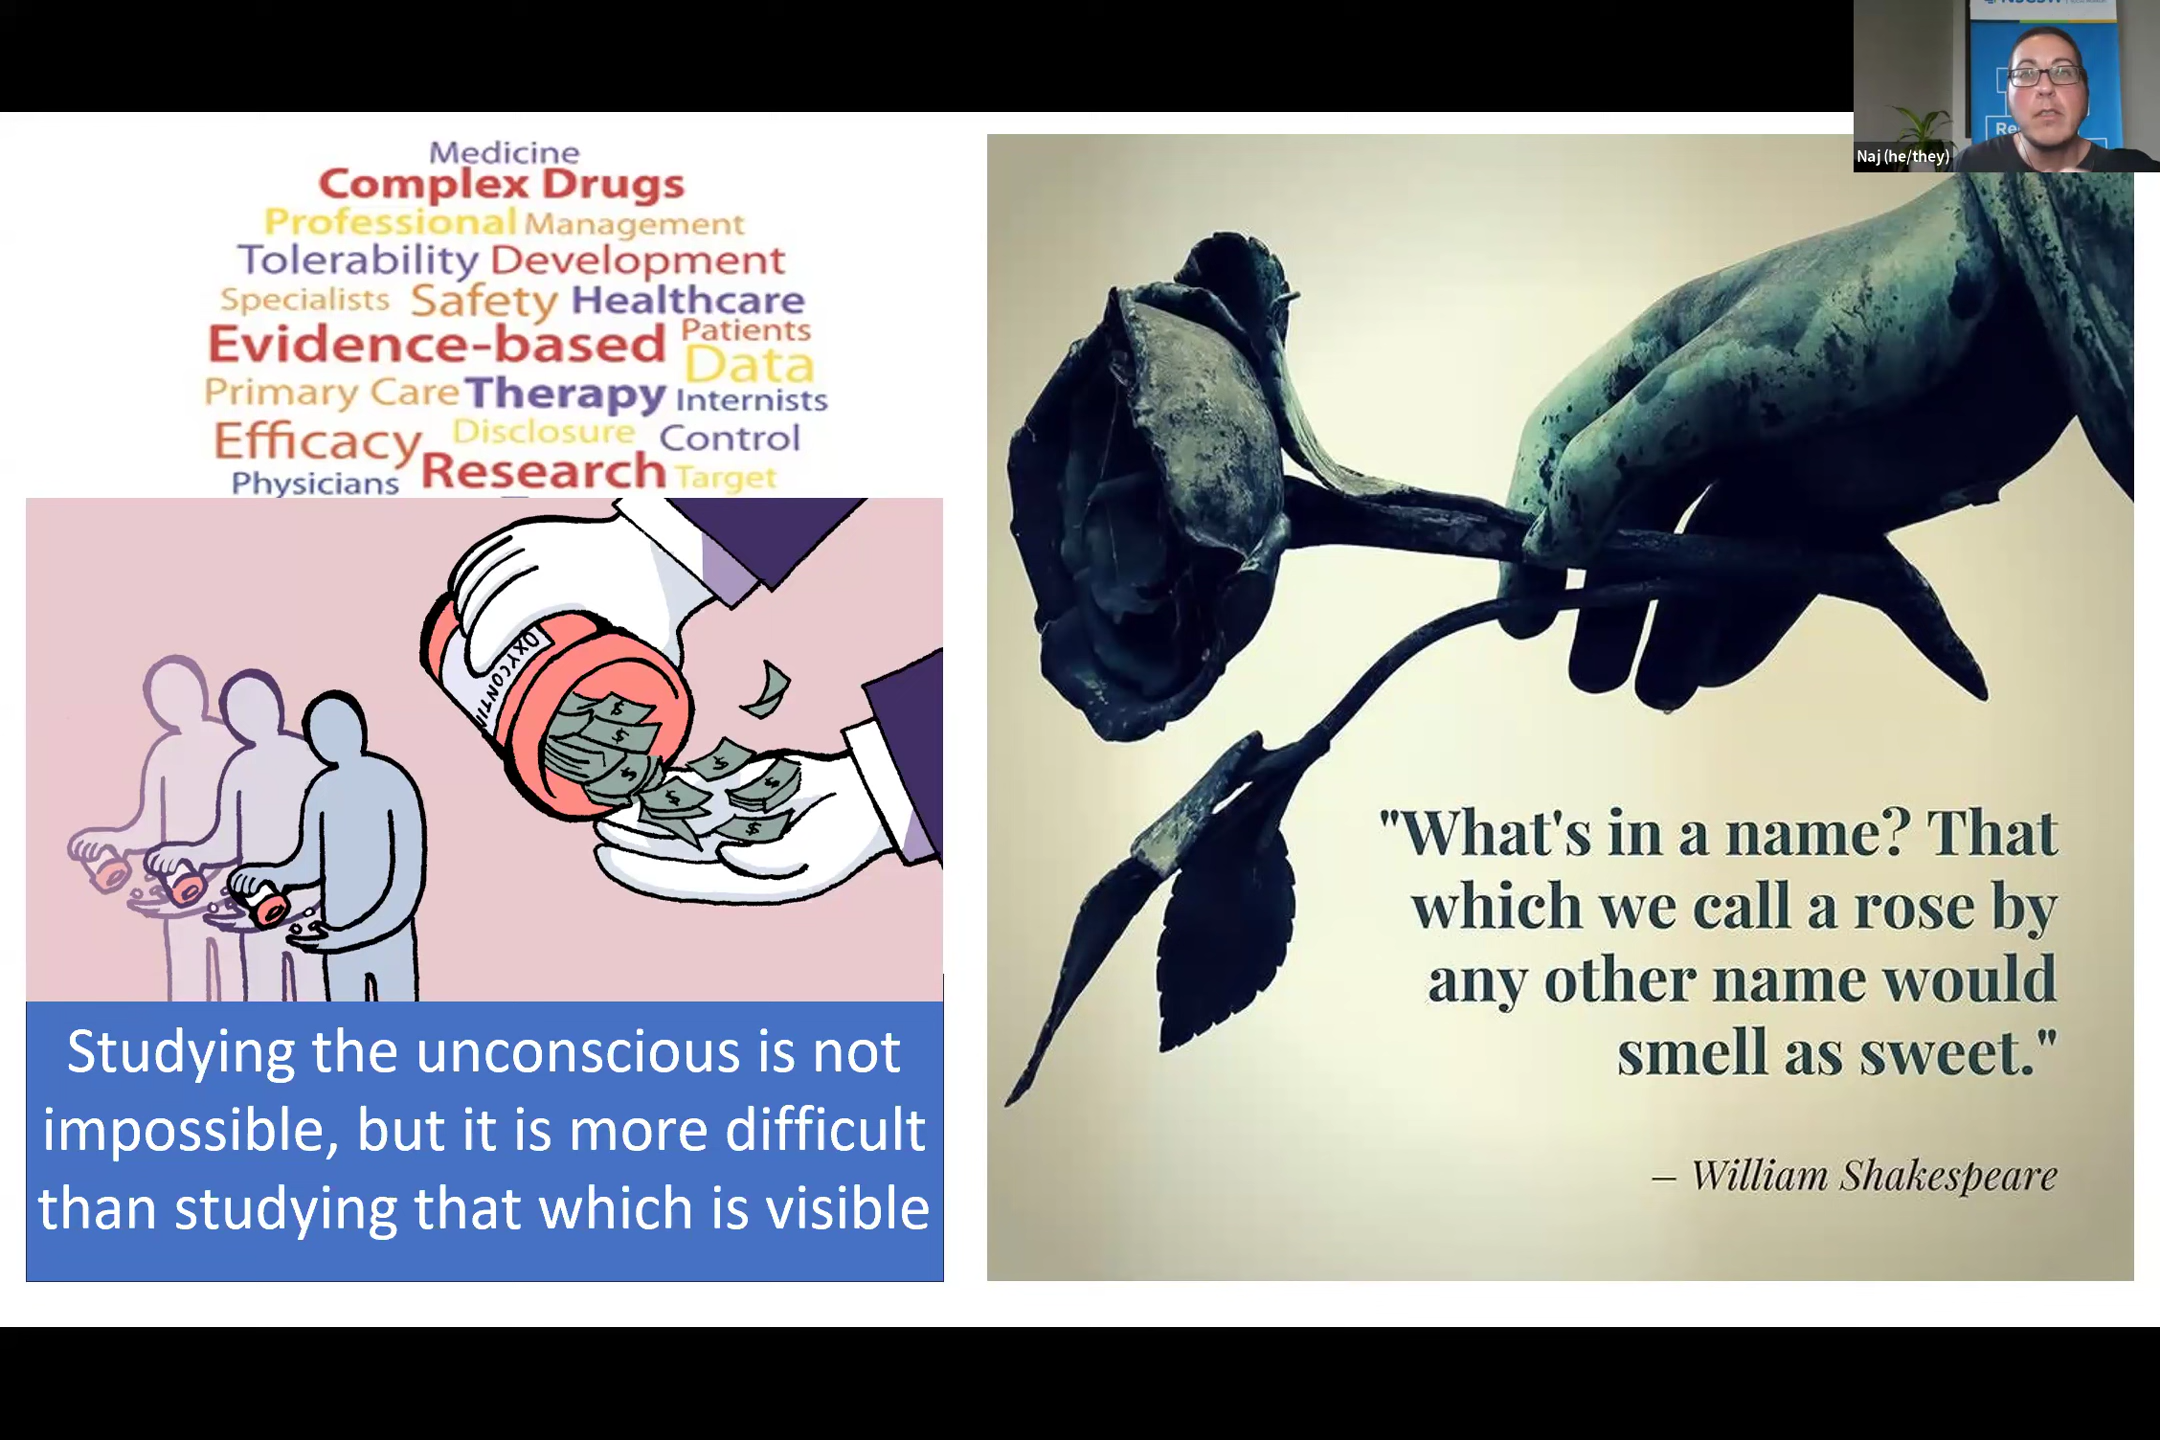 Medicine
Complex Drugs
Professional Management
Tolerability Development
Specialists Safety Healthcare
Evidence-based Patients
Data
Primary Care Therapy Internists
Efficacy Disclosure Control
Physicians Research Target
OXYCONTIN
$ $ $ $ $ $ $
Studying the unconscious is not
impossible, but it is more difficult
than studying that which is visible
"What's in a name? That
which we call a rose by
any other name would
smell as sweet."
– William Shakespeare
Naj (he/they)